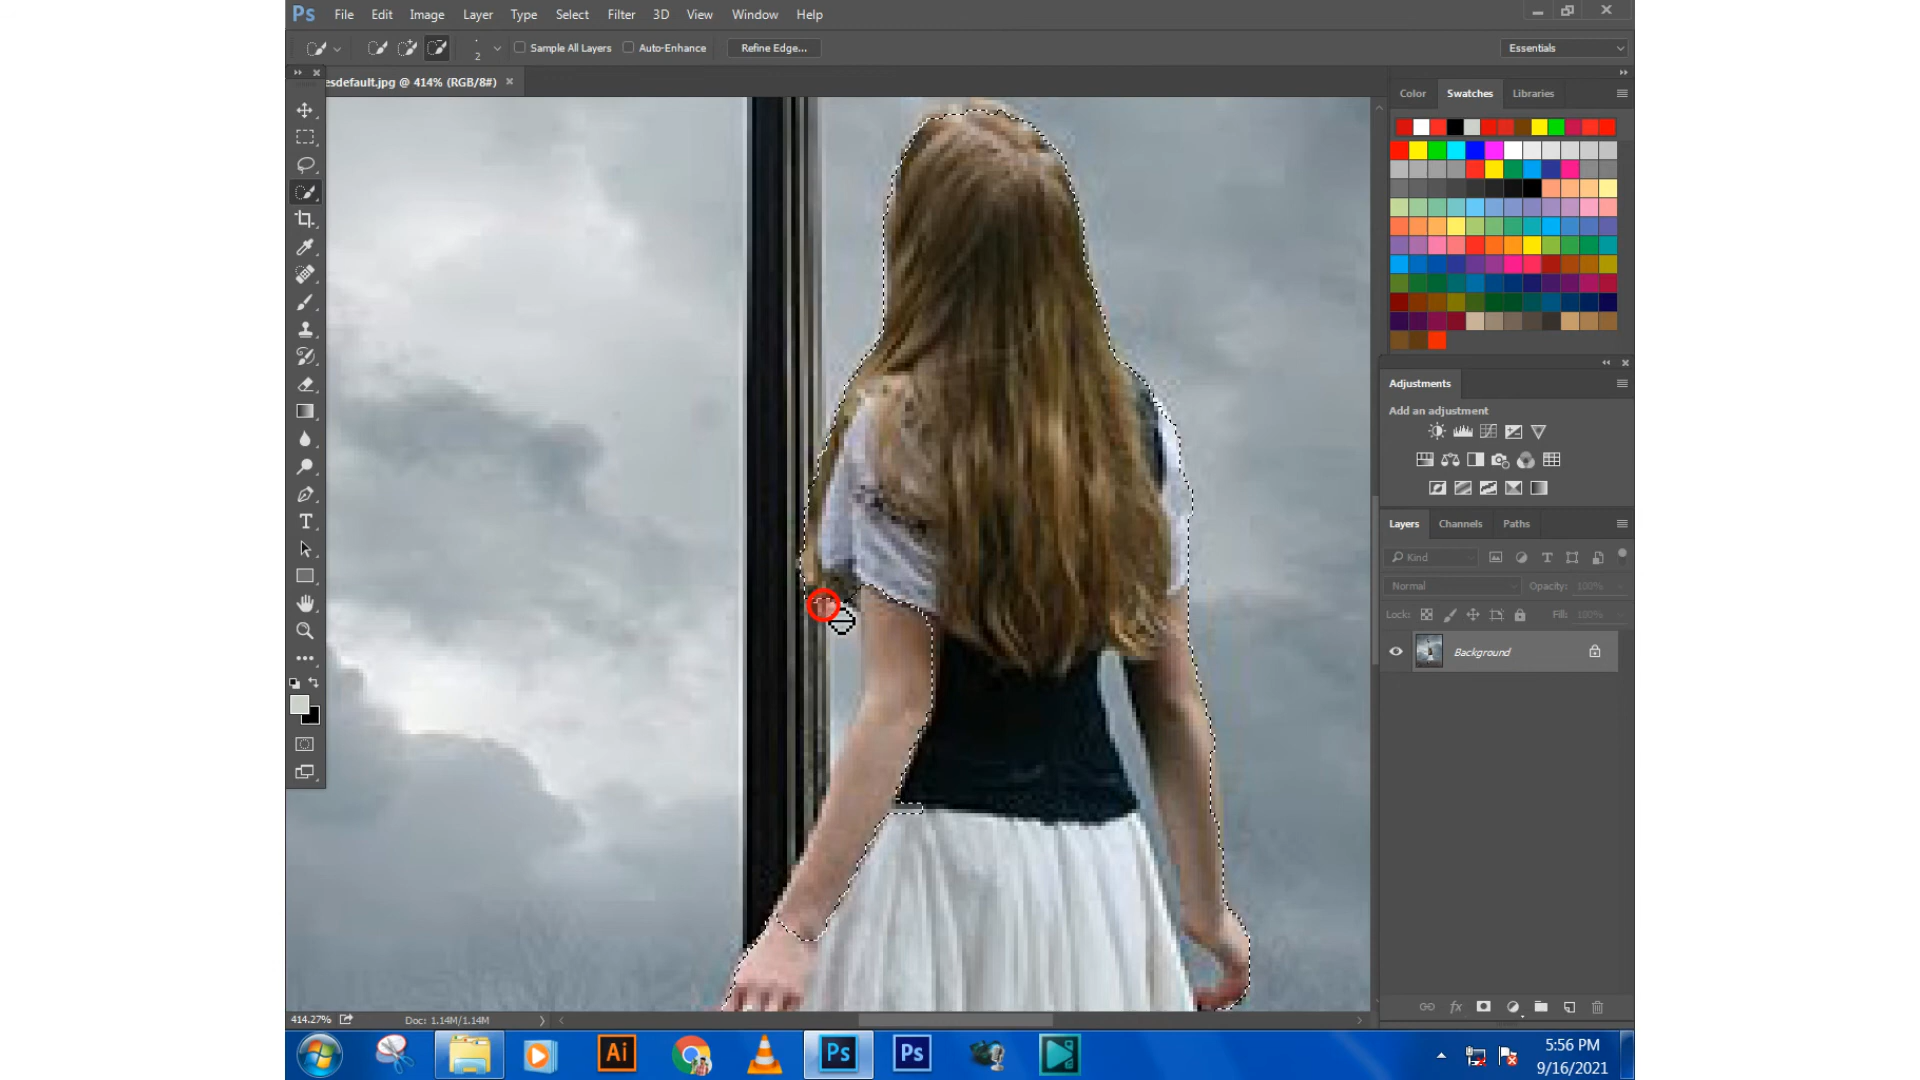 Ps File Edit Image Layer Type Select Filter 3D View Window Help
2 Sample All Layers Auto-Enhance Refine Edge... Essentials
esdefault.jpg @ 414% (RGB/8#) ×
Color Swatches Libraries
Adjustments
Add an adjustment
Layers Channels Paths
Kind
Normal Opacity: 100%
Lock: Fill: 100%
Background
414.27% Doc: 1.14M/1.14M
Ai Ps Ps
5:56 PM
9/16/2021